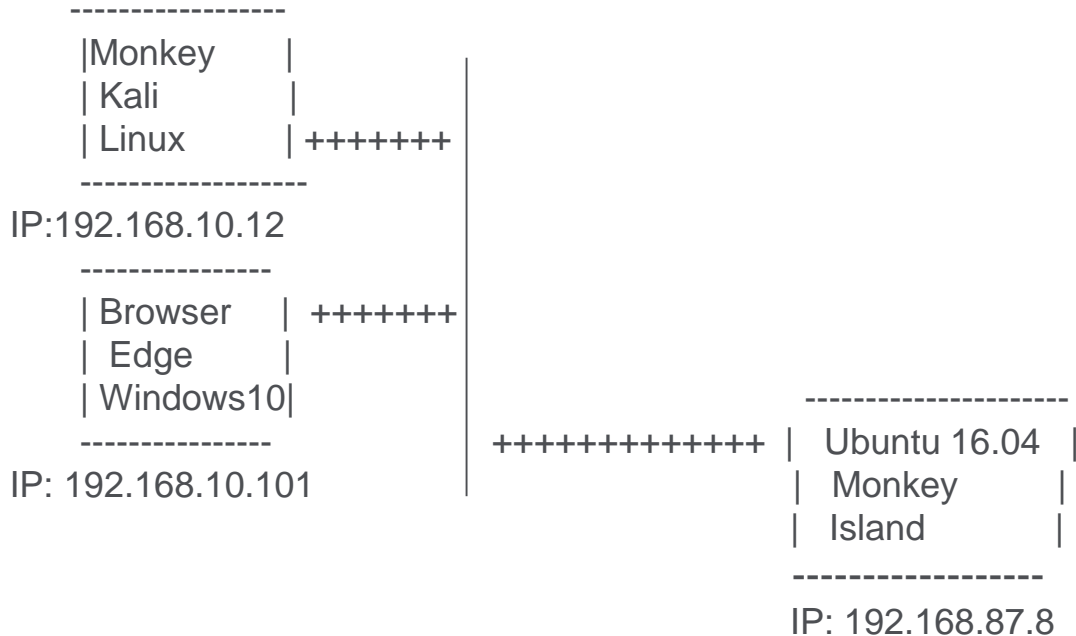 ------------------
|Monkey |
| Kali |
| Linux | +++++++
-------------------
IP:192.168.10.12
----------------
| Browser | +++++++
| Edge |
| Windows10|
----------------------
---------------- +++++++++++++ | Ubuntu 16.04 |
IP: 192.168.10.101 | Monkey |
| Island |
------------------
IP: 192.168.87.8